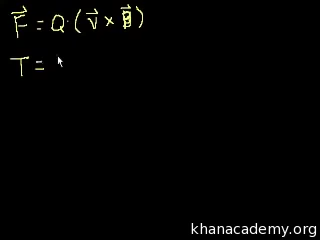 F⃗ = Q · (v⃗ × B⃗)
T =
khanacademy.org